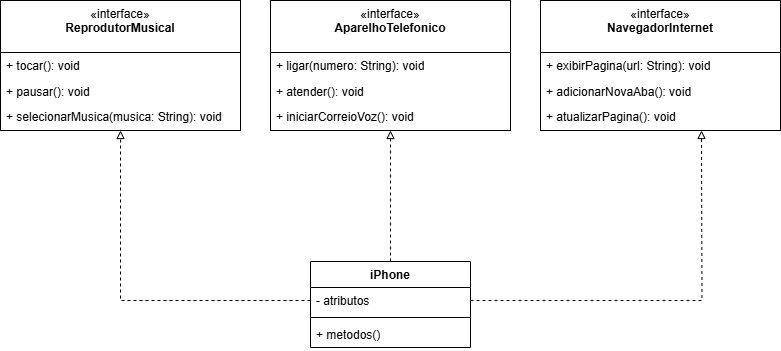 «interface»
ReprodutorMusical
+ tocar(): void
+ pausar(): void
+ selecionarMusica(musica: String): void
«interface»
AparelhoTelefonico
+ ligar(numero: String): void
+ atender(): void
+ iniciarCorreioVoz(): void
«interface»
NavegadorInternet
+ exibirPagina(url: String): void
+ adicionarNovaAba(): void
+ atualizarPagina(): void
iPhone
- atributos
+ metodos()